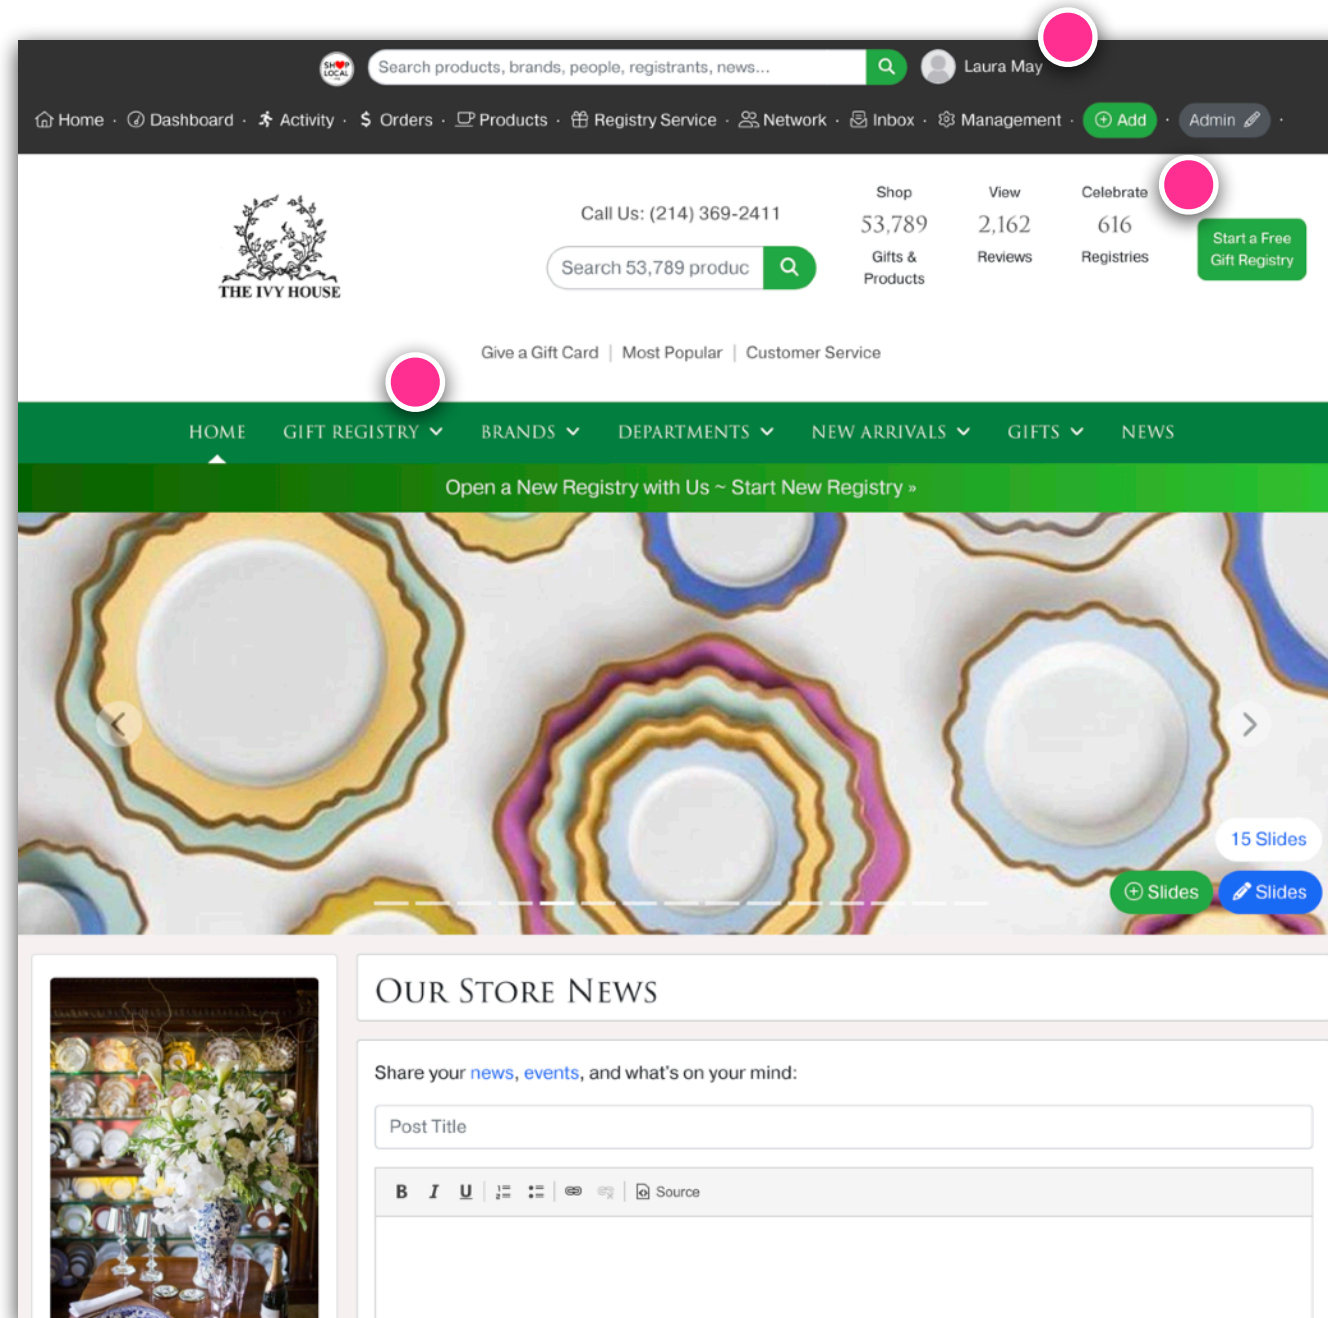 SHOP LOCAL
Search products, brands, people, registrants, news...
Laura May
Home · Dashboard · Activity · $ Orders · Products · Registry Service · Network · Inbox · Management · Add · Admin ·
THE IVY HOUSE
Call Us: (214) 369-2411
Search 53,789 produc
Shop
53,789
Gifts &
Products
View
2,162
Reviews
Celebrate
616
Registries
Start a Free
Gift Registry
Give a Gift Card | Most Popular | Customer Service
HOME GIFT REGISTRY BRANDS DEPARTMENTS NEW ARRIVALS GIFTS NEWS
Open a New Registry with Us ~ Start New Registry »
15 Slides
Slides
Slides
OUR STORE NEWS
Share your news, events, and what's on your mind:
Post Title
B I U Source